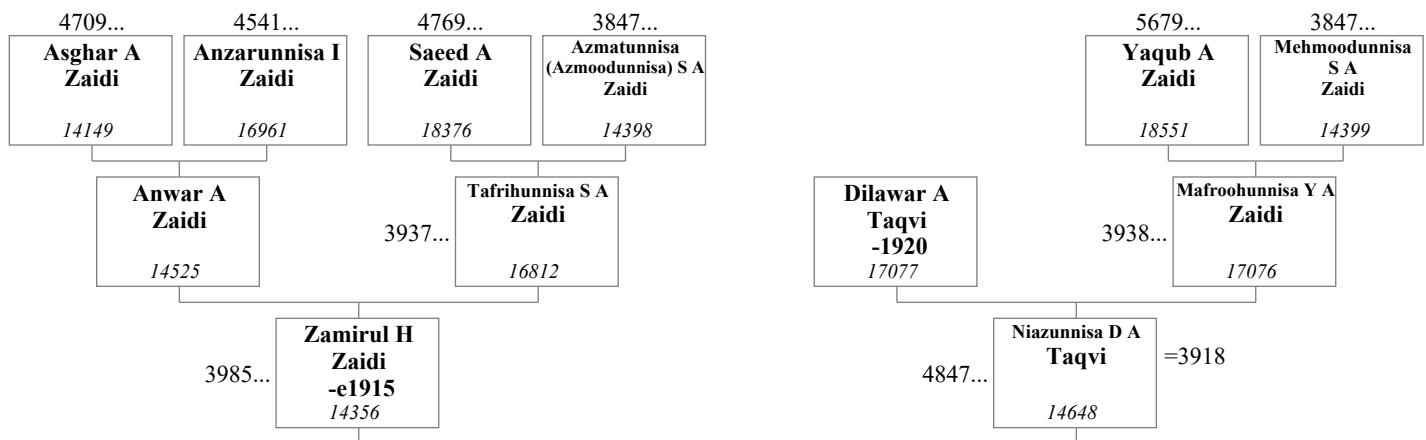 4709...
4541...
4769...
3847...
5679...
3847...
Asghar A
Zaidi
14149
Anzarunnisa I
Zaidi
16961
Saeed A
Zaidi
18376
Azmatunnisa
(Azmoodunnisa) S A
Zaidi
14398
Yaqub A
Zaidi
18551
Mehmoodunnisa
S A
Zaidi
14399
Anwar A
Zaidi
14525
3937...
Tafrihunnisa S A
Zaidi
16812
Dilawar A
Taqvi
-1920
17077
3938...
Mafroohunnisa Y A
Zaidi
17076
3985...
Zamirul H
Zaidi
-e1915
14356
4847...
Niazunnisa D A
Taqvi
14648
=3918